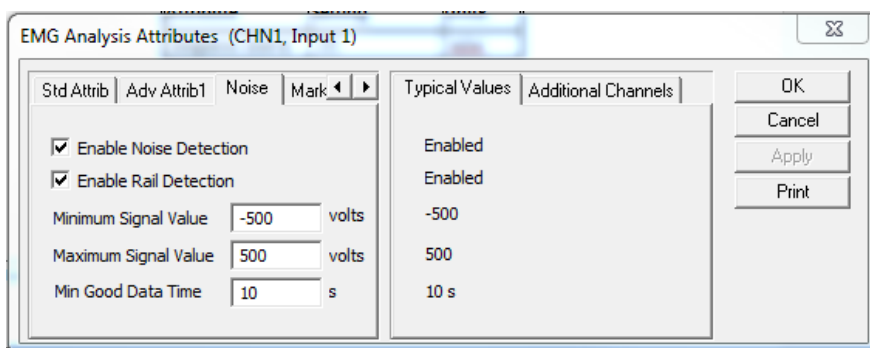 EMG Analysis Attributes (CHN1, Input 1)
Std Attrib Adv Attrib1 Noise Mark
Enable Noise Detection
Enable Rail Detection
Minimum Signal Value -500 volts
Maximum Signal Value 500 volts
Min Good Data Time 10 s
Typical Values Additional Channels
Enabled
Enabled
-500
500
10 s
OK
Cancel
Apply
Print